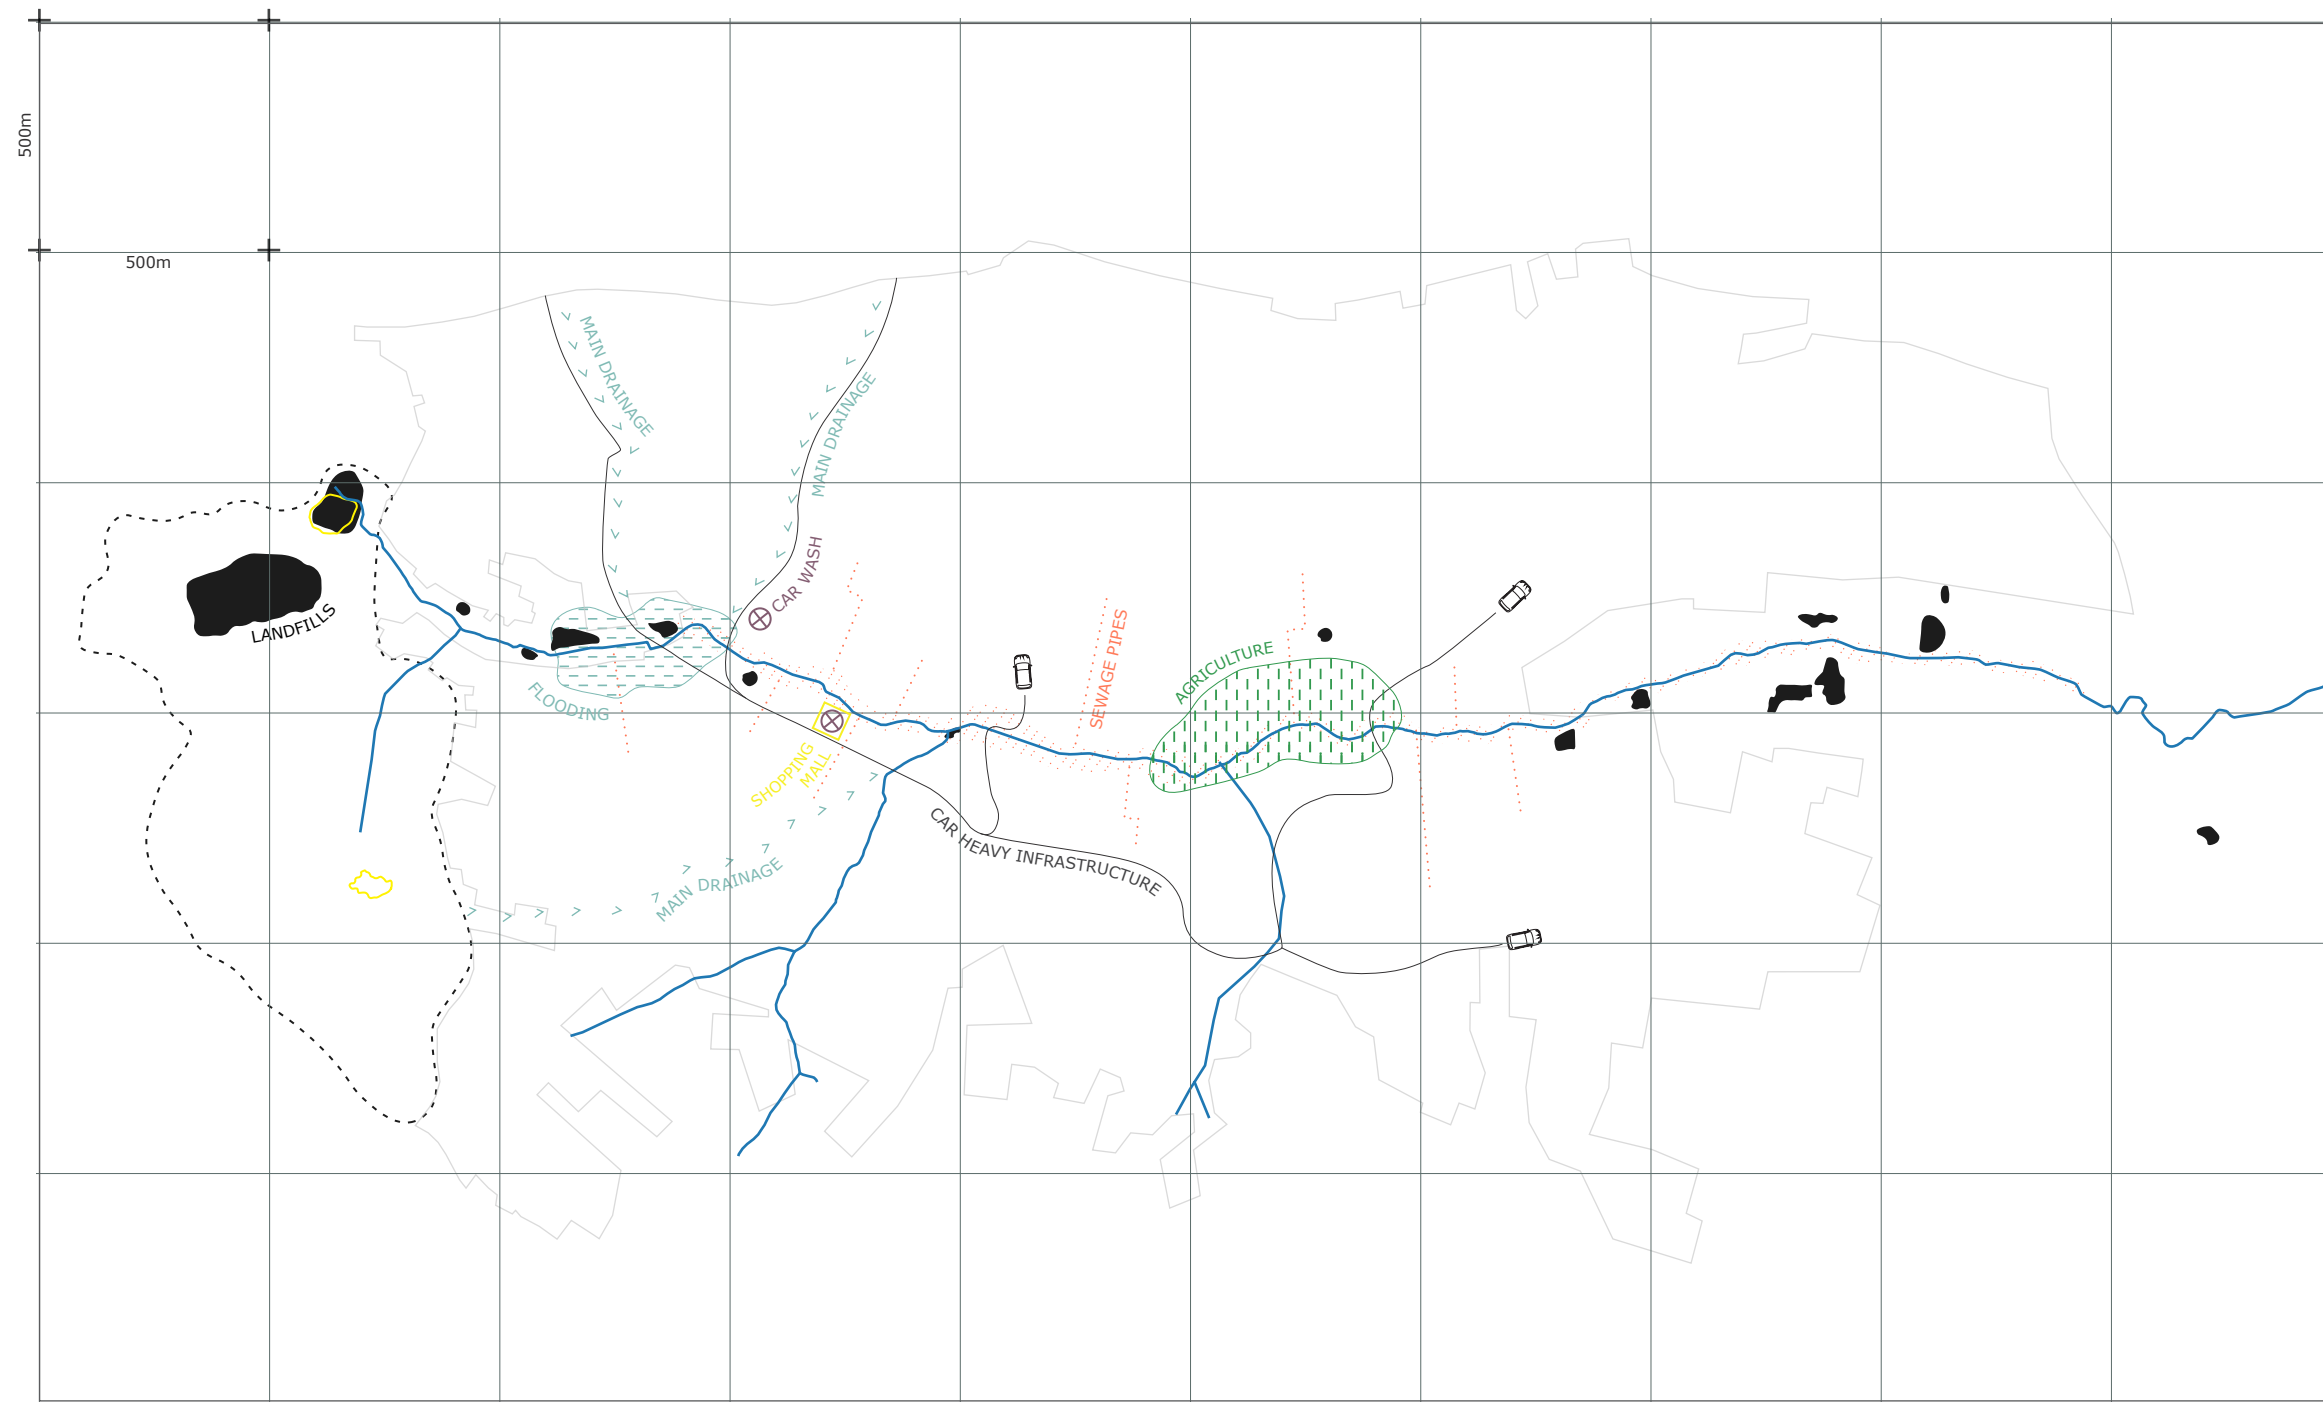 500m
500m
MAIN DRAINAGE
MAIN DRAINAGE
CAR WASH
LANDFILLS
SEWAGE PIPES
AGRICULTURE
FLOODING
SHOPPING
MALL
CAR HEAVY INFRASTRUCTURE
MAIN DRAINAGE